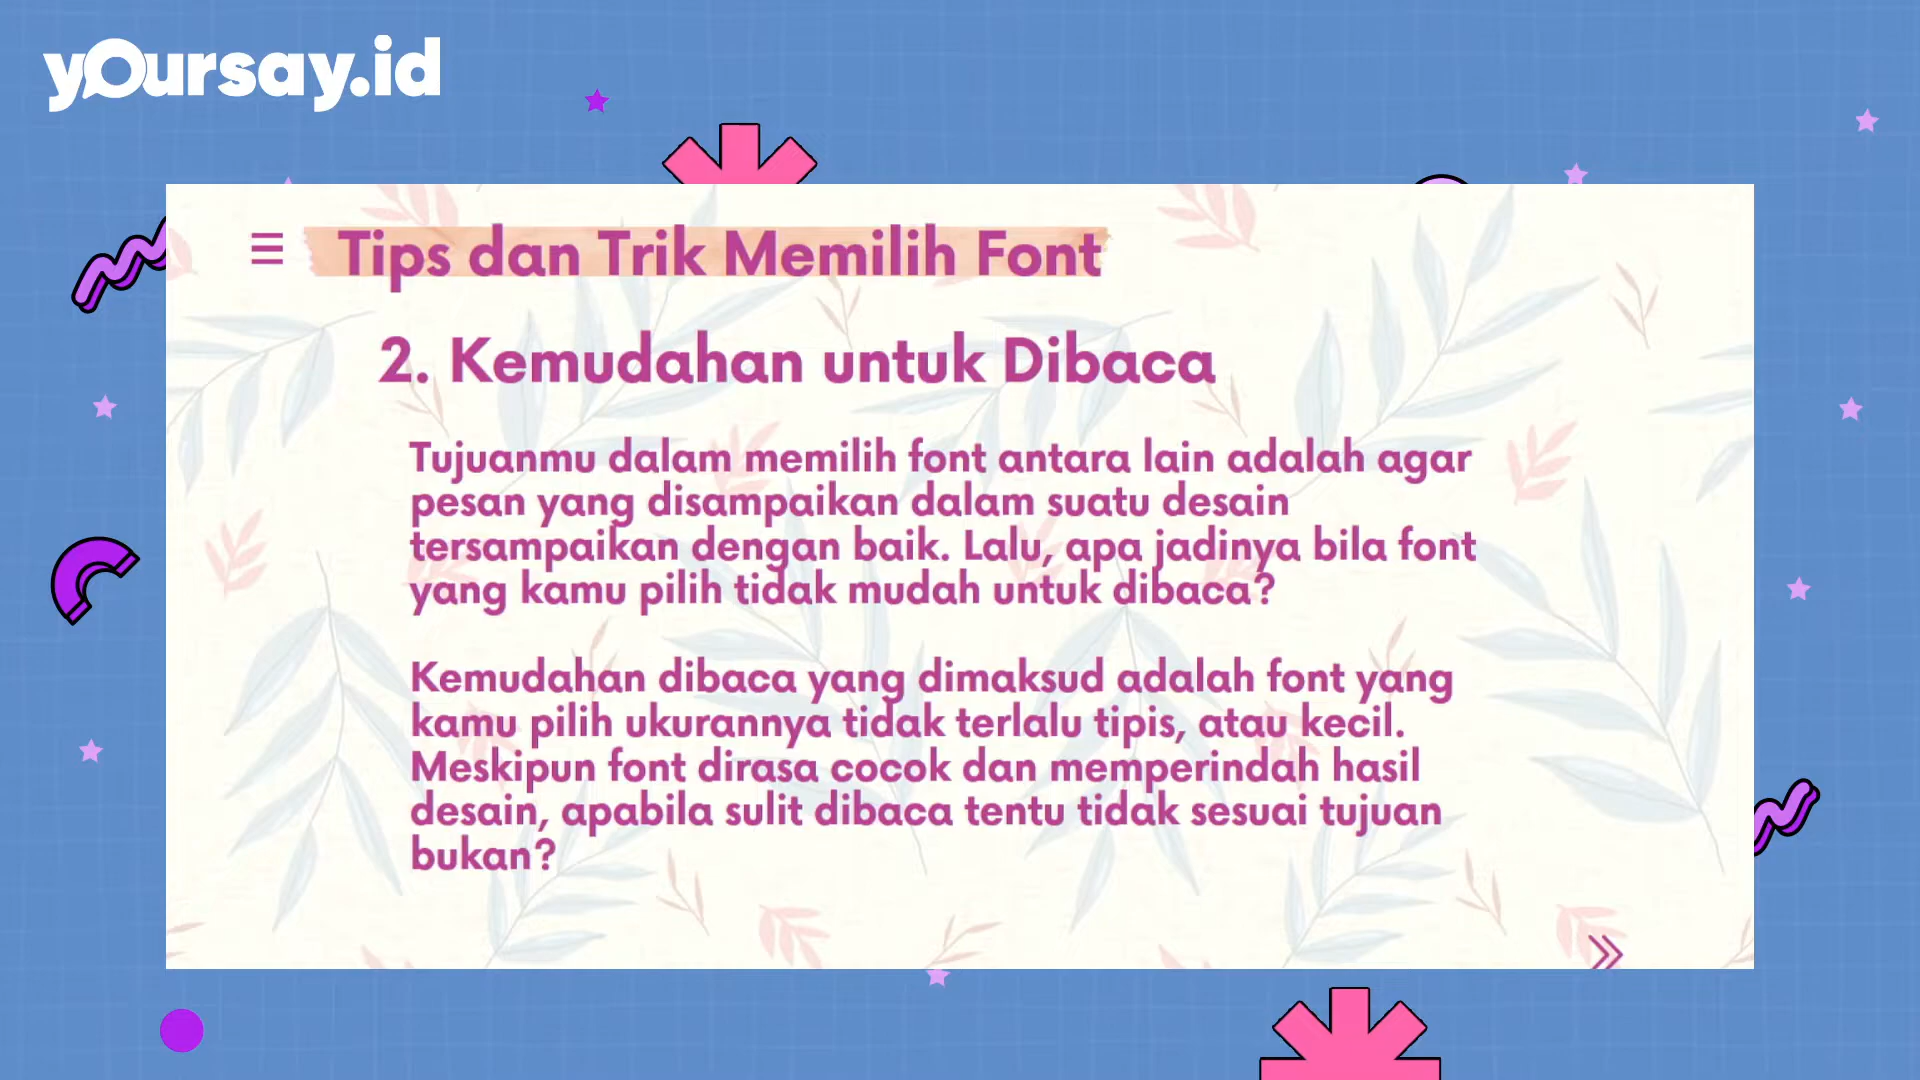 yoursay.id
Tips dan Trik Memilih Font
2. Kemudahan untuk Dibaca
Tujuanmu dalam memilih font antara lain adalah agar
pesan yang disampaikan dalam suatu desain
tersampaikan dengan baik. Lalu, apa jadinya bila font
yang kamu pilih tidak mudah untuk dibaca?
Kemudahan dibaca yang dimaksud adalah font yang
kamu pilih ukurannya tidak terlalu tipis, atau kecil.
Meskipun font dirasa cocok dan memperindah hasil
desain, apabila sulit dibaca tentu tidak sesuai tujuan
bukan?